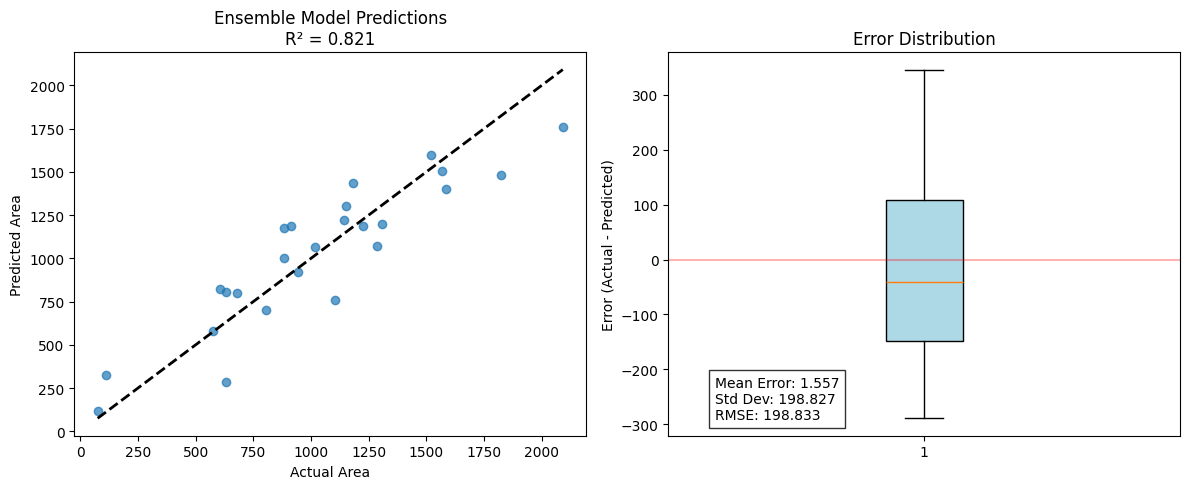 Ensemble Model Predictions
R² = 0.821
Predicted Area
2000
1750
1500
1250
1000
750
500
250
0
0 250 500 750 1000 1250 1500 1750 2000
Actual Area
Error Distribution
Error (Actual - Predicted)
300
200
100
0
−100
−200
−300
Mean Error: 1.557
Std Dev: 198.827
RMSE: 198.833
1